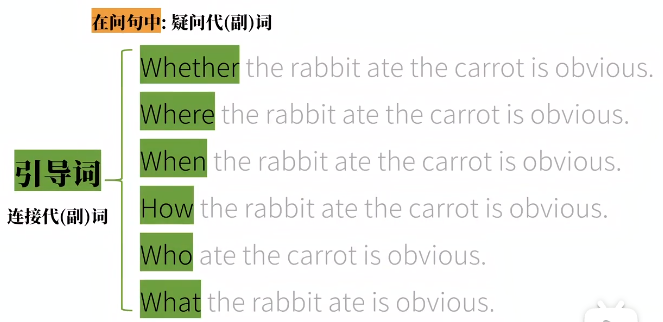 在问句中: 疑问代(副)词
Whether the rabbit ate the carrot is obvious.
Where the rabbit ate the carrot is obvious.
When the rabbit ate the carrot is obvious.
引导词
How the rabbit ate the carrot is obvious.
连接代(副)词
Who ate the carrot is obvious.
What the rabbit ate is obvious.